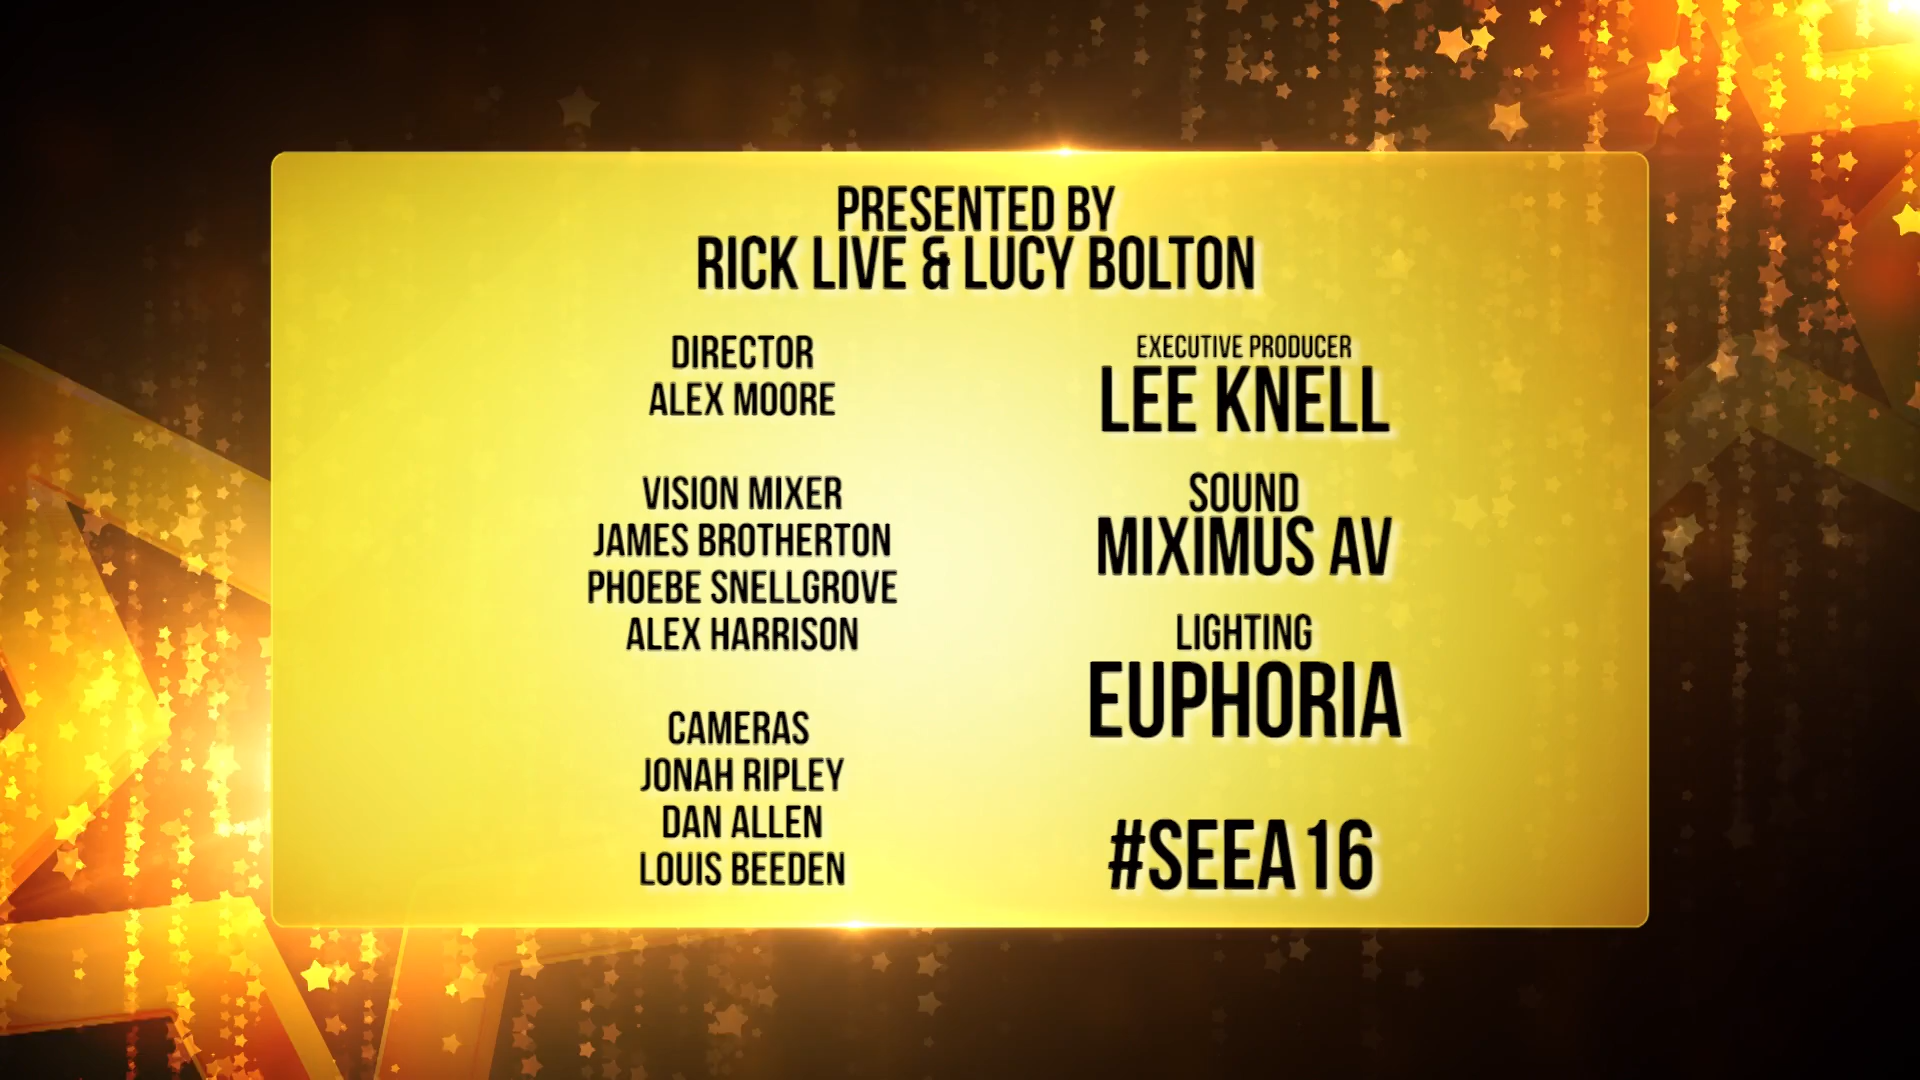 PRESENTED BY
RICK LIVE & LUCY BOLTON
DIRECTOR
ALEX MOORE
VISION MIXER
JAMES BROTHERTON
PHOEBE SNELLGROVE
ALEX HARRISON
CAMERAS
JONAH RIPLEY
DAN ALLEN
LOUIS BEEDEN
EXECUTIVE PRODUCER
LEE KNELL
SOUND
MIXIMUS AV
LIGHTING
EUPHORIA
#SEEA16